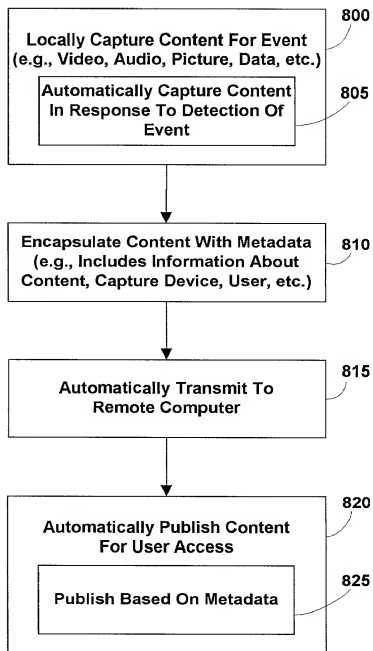 800
Locally Capture Content For Event
(e.g., Video, Audio, Picture, Data, etc.)
805
Automatically Capture Content
In Response To Detection Of
Event
810
Encapsulate Content With Metadata
(e.g., Includes Information About
Content, Capture Device, User, etc.)
815
Automatically Transmit To
Remote Computer
820
Automatically Publish Content
For User Access
825
Publish Based On Metadata